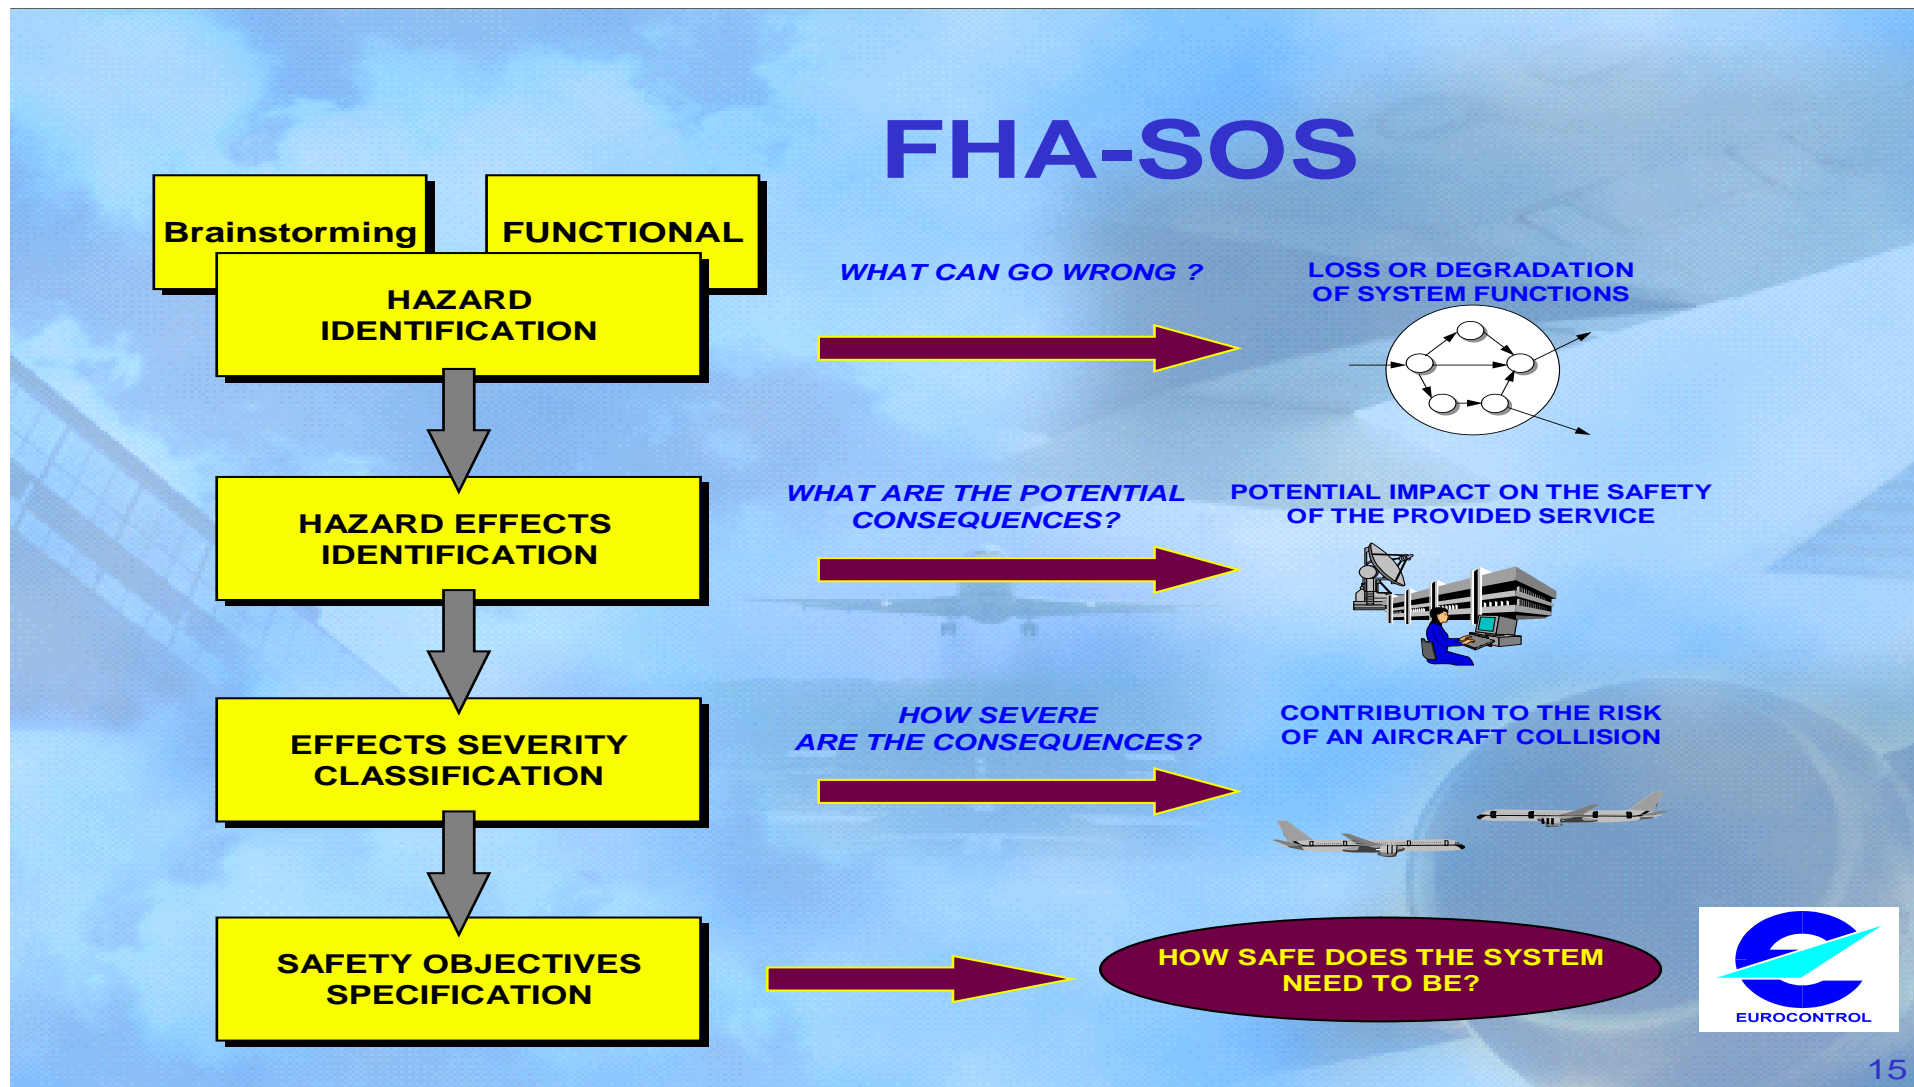 FHA-SOS
Brainstorming
FUNCTIONAL
HAZARD
IDENTIFICATION
WHAT CAN GO WRONG ?
LOSS OR DEGRADATION
OF SYSTEM FUNCTIONS
HAZARD EFFECTS
IDENTIFICATION
WHAT ARE THE POTENTIAL
CONSEQUENCES?
POTENTIAL IMPACT ON THE SAFETY
OF THE PROVIDED SERVICE
EFFECTS SEVERITY
CLASSIFICATION
HOW SEVERE
ARE THE CONSEQUENCES?
CONTRIBUTION TO THE RISK
OF AN AIRCRAFT COLLISION
SAFETY OBJECTIVES
SPECIFICATION
HOW SAFE DOES THE SYSTEM
NEED TO BE?
EUROCONTROL
15